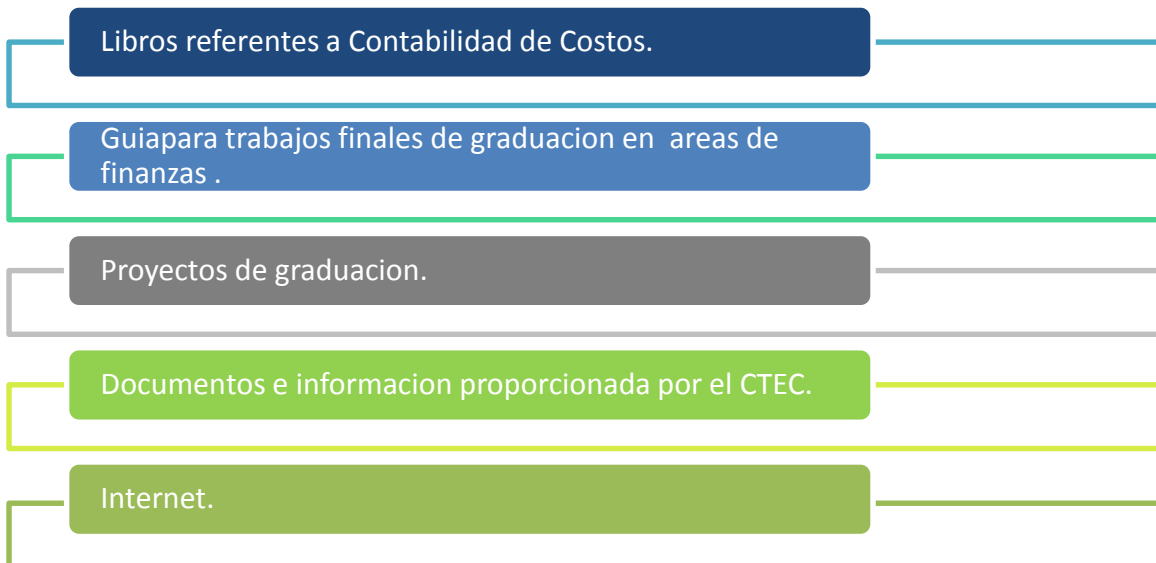 Libros referentes a Contabilidad de Costos.
Guiapara trabajos finales de graduacion en  areas de
finanzas .
Proyectos de graduacion.
Documentos e informacion proporcionada por el CTEC.
Internet.